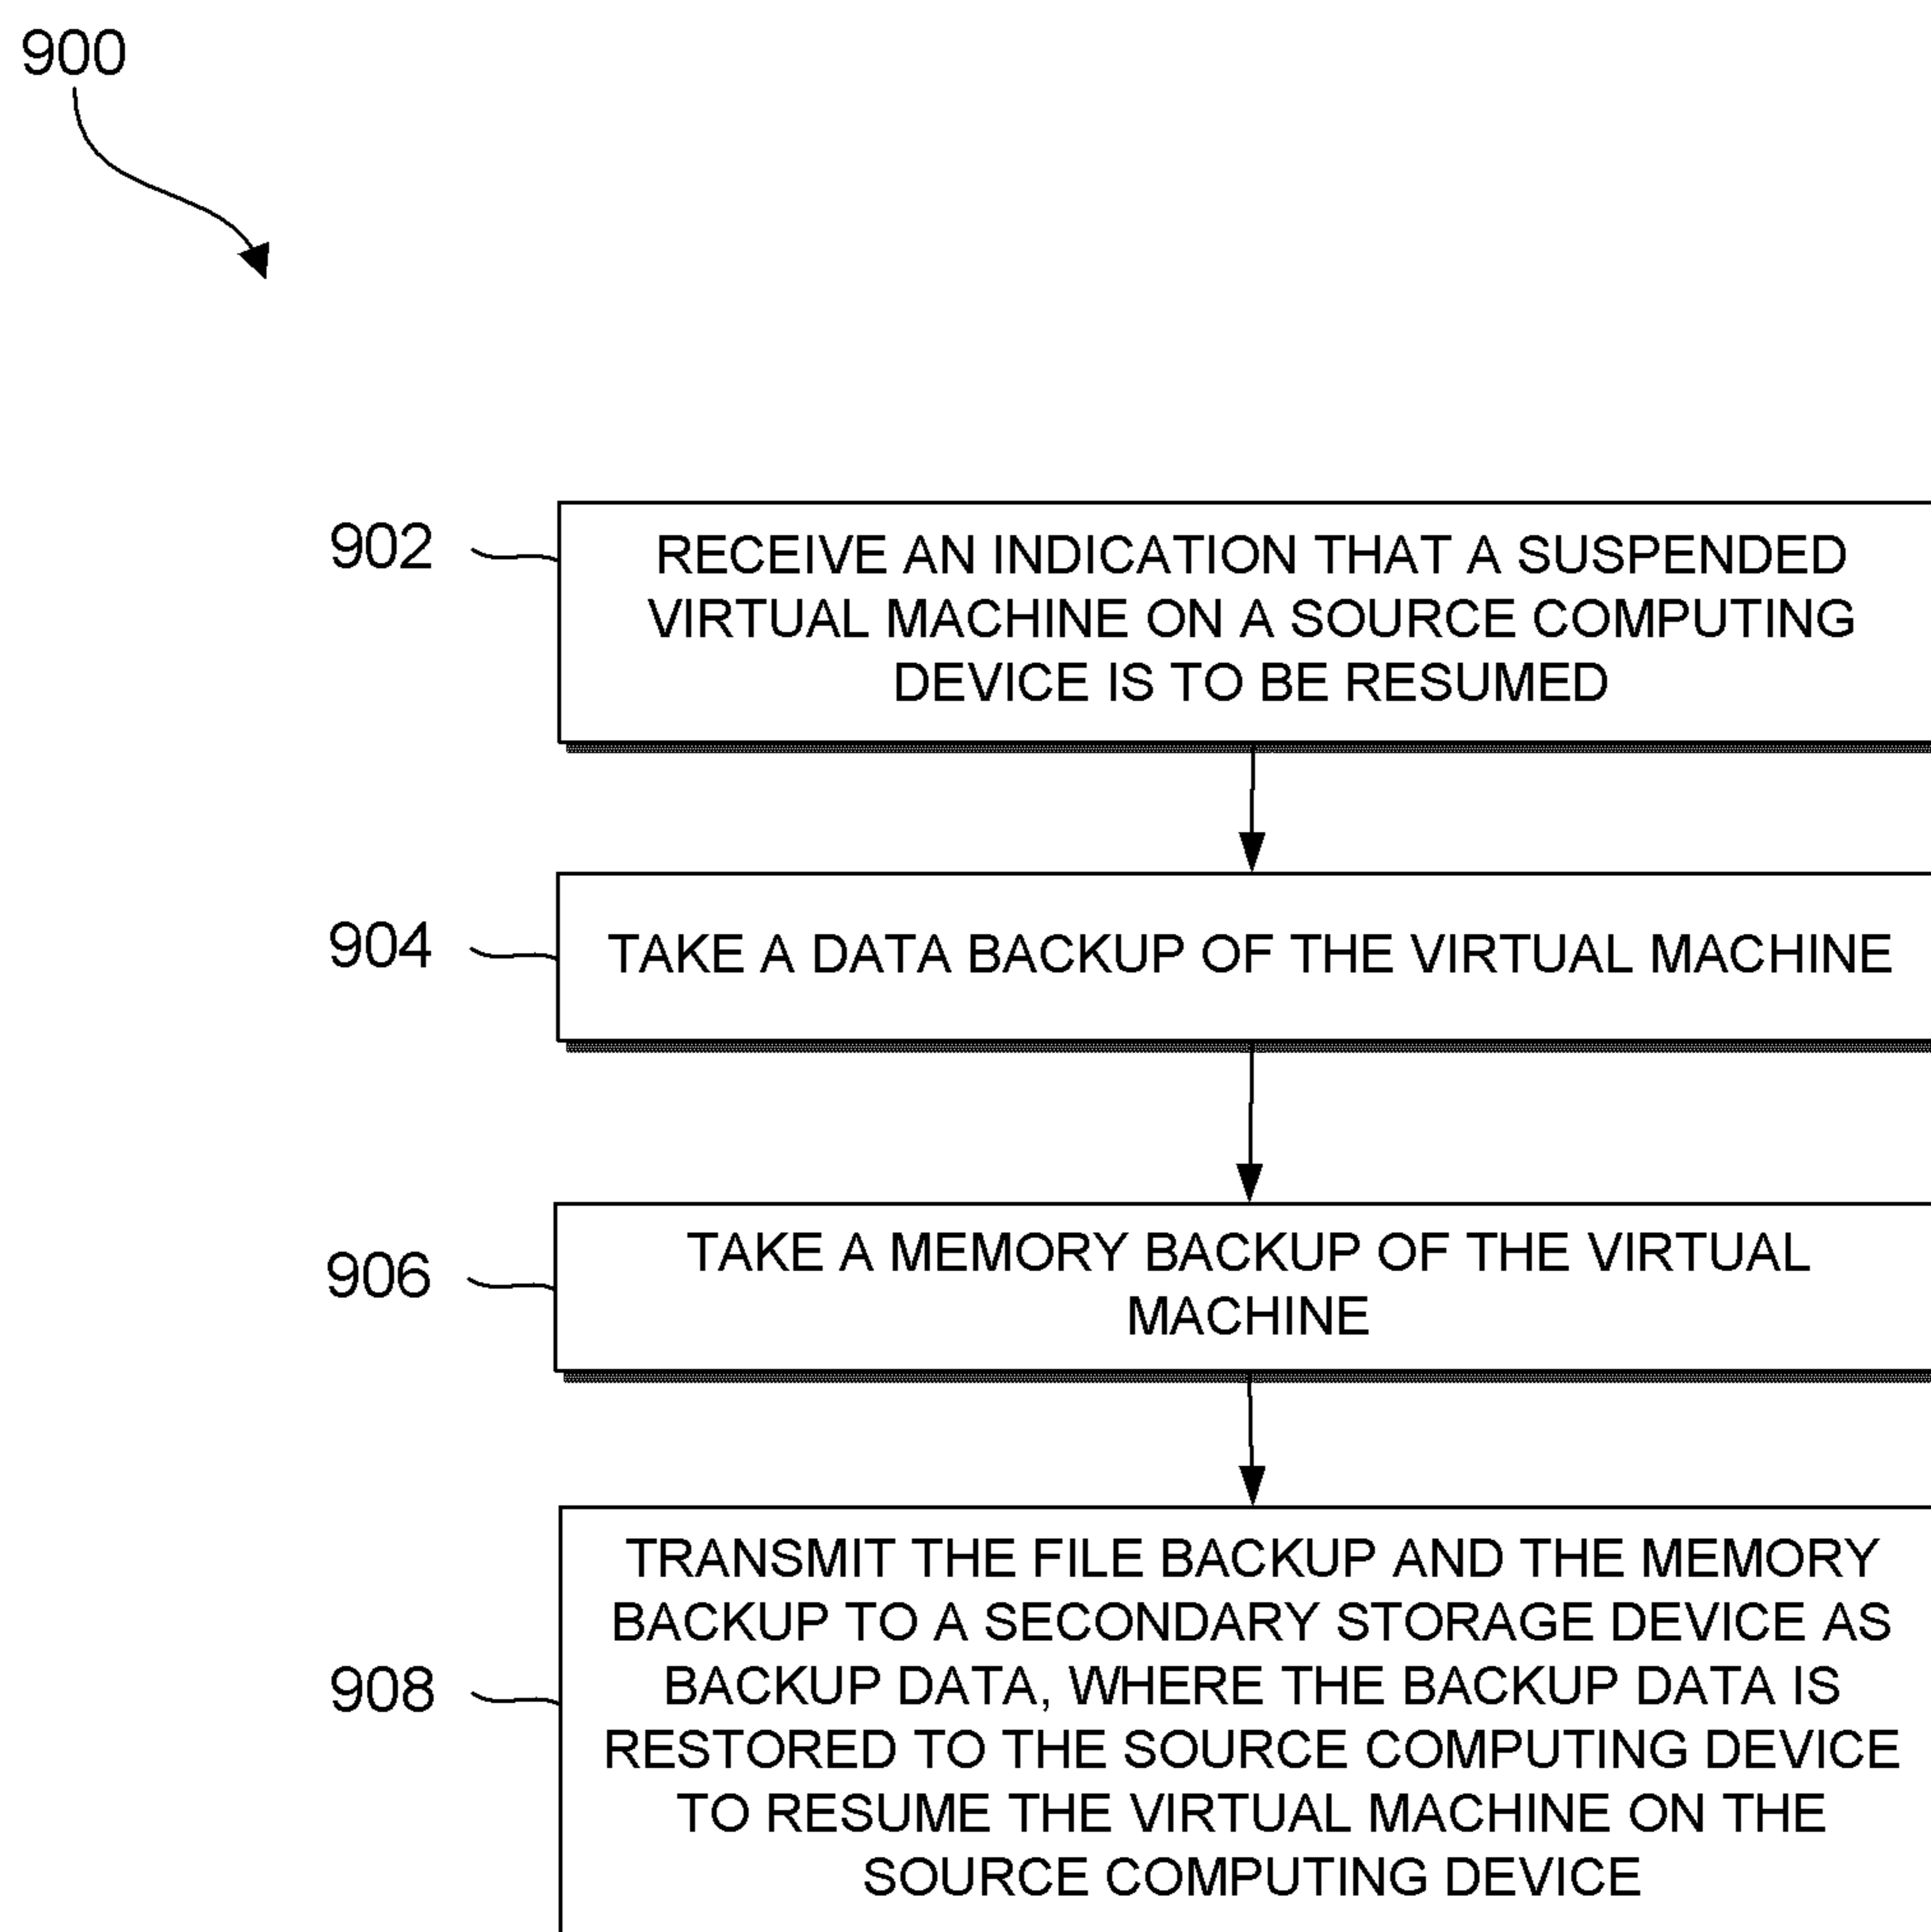 900
902
RECEIVE AN INDICATION THAT A SUSPENDED
VIRTUAL MACHINE ON A SOURCE COMPUTING
DEVICE IS TO BE RESUMED
904
TAKE A DATA BACKUP OF THE VIRTUAL MACHINE
906
TAKE A MEMORY BACKUP OF THE VIRTUAL
MACHINE
908
TRANSMIT THE FILE BACKUP AND THE MEMORY
BACKUP TO A SECONDARY STORAGE DEVICE AS
BACKUP DATA, WHERE THE BACKUP DATA IS
RESTORED TO THE SOURCE COMPUTING DEVICE
TO RESUME THE VIRTUAL MACHINE ON THE
SOURCE COMPUTING DEVICE